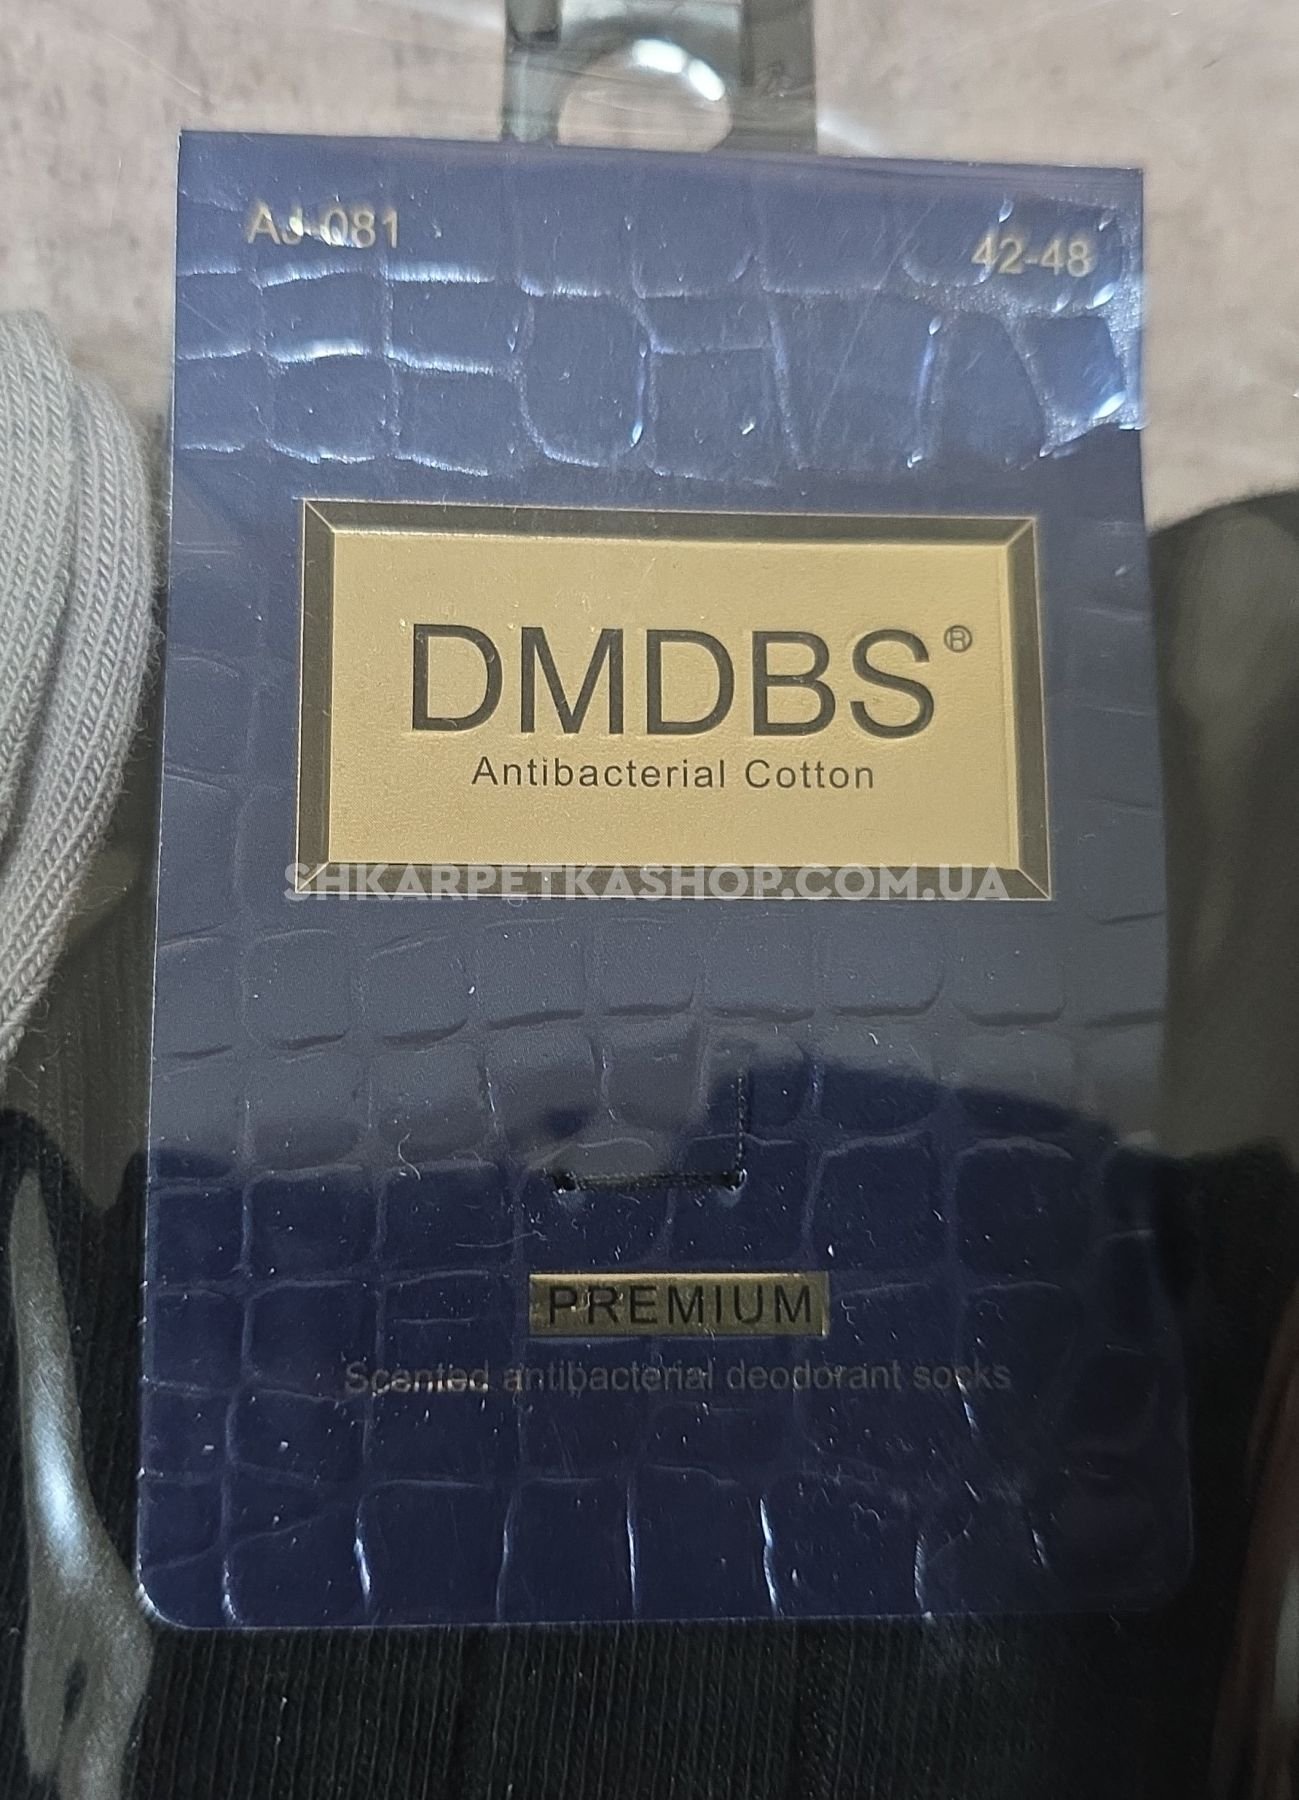 AJ-081
42-48
DMDBS®
Antibacterial Cotton
SHKARPETKASHOP.COM.UA
PREMIUM
Scented antibacterial deodorant socks